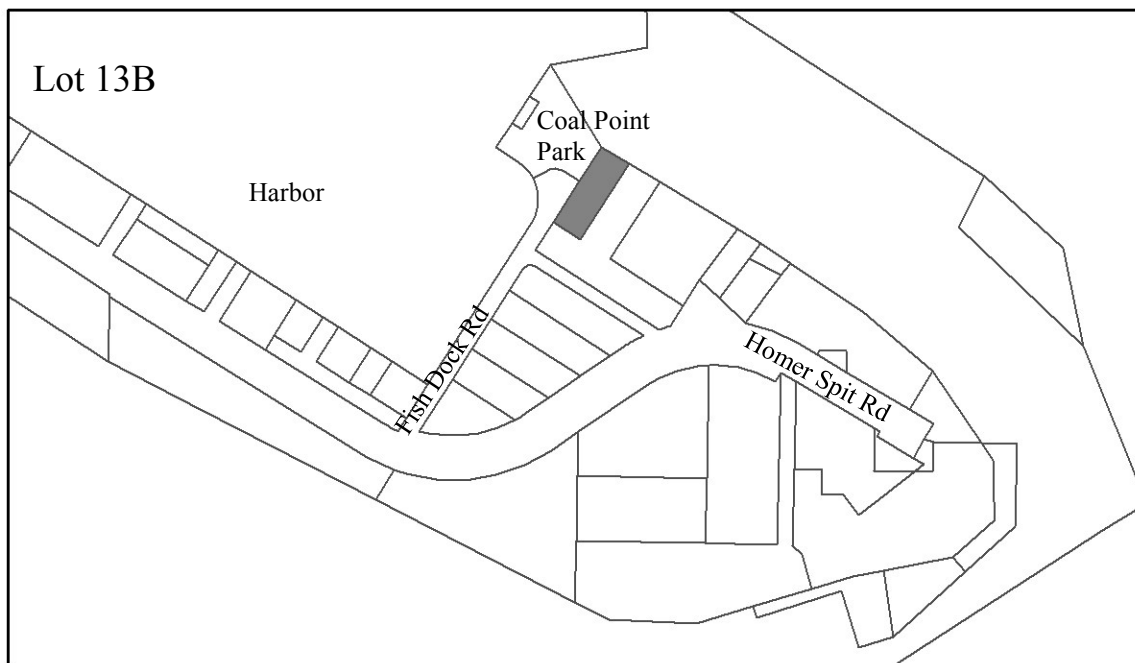 Lot 13B
Coal Point
Park
Harbor
Fish Dock Rd
Homer Spit Rd